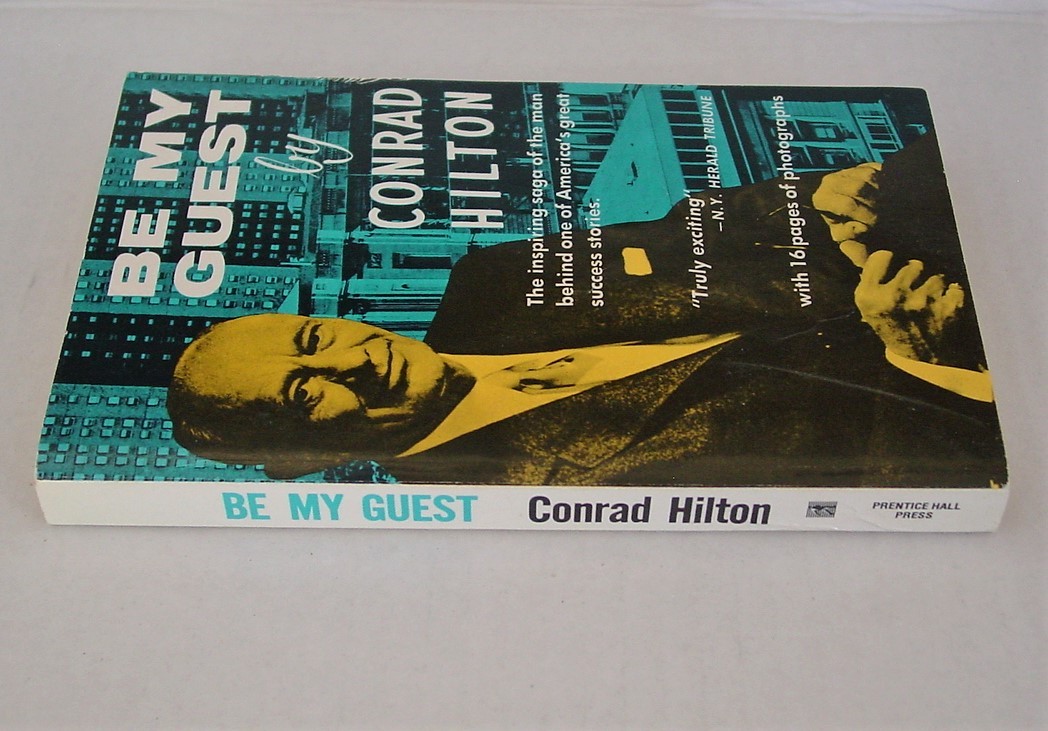 BE MY
GUEST
by
CONRAD
HILTON
The inspiring saga of the man
behind one of America's great
success stories.
"Truly exciting"
—N.Y. HERALD TRIBUNE
with 16 pages of photographs
BE MY GUEST Conrad Hilton PRENTICE HALL
PRESS